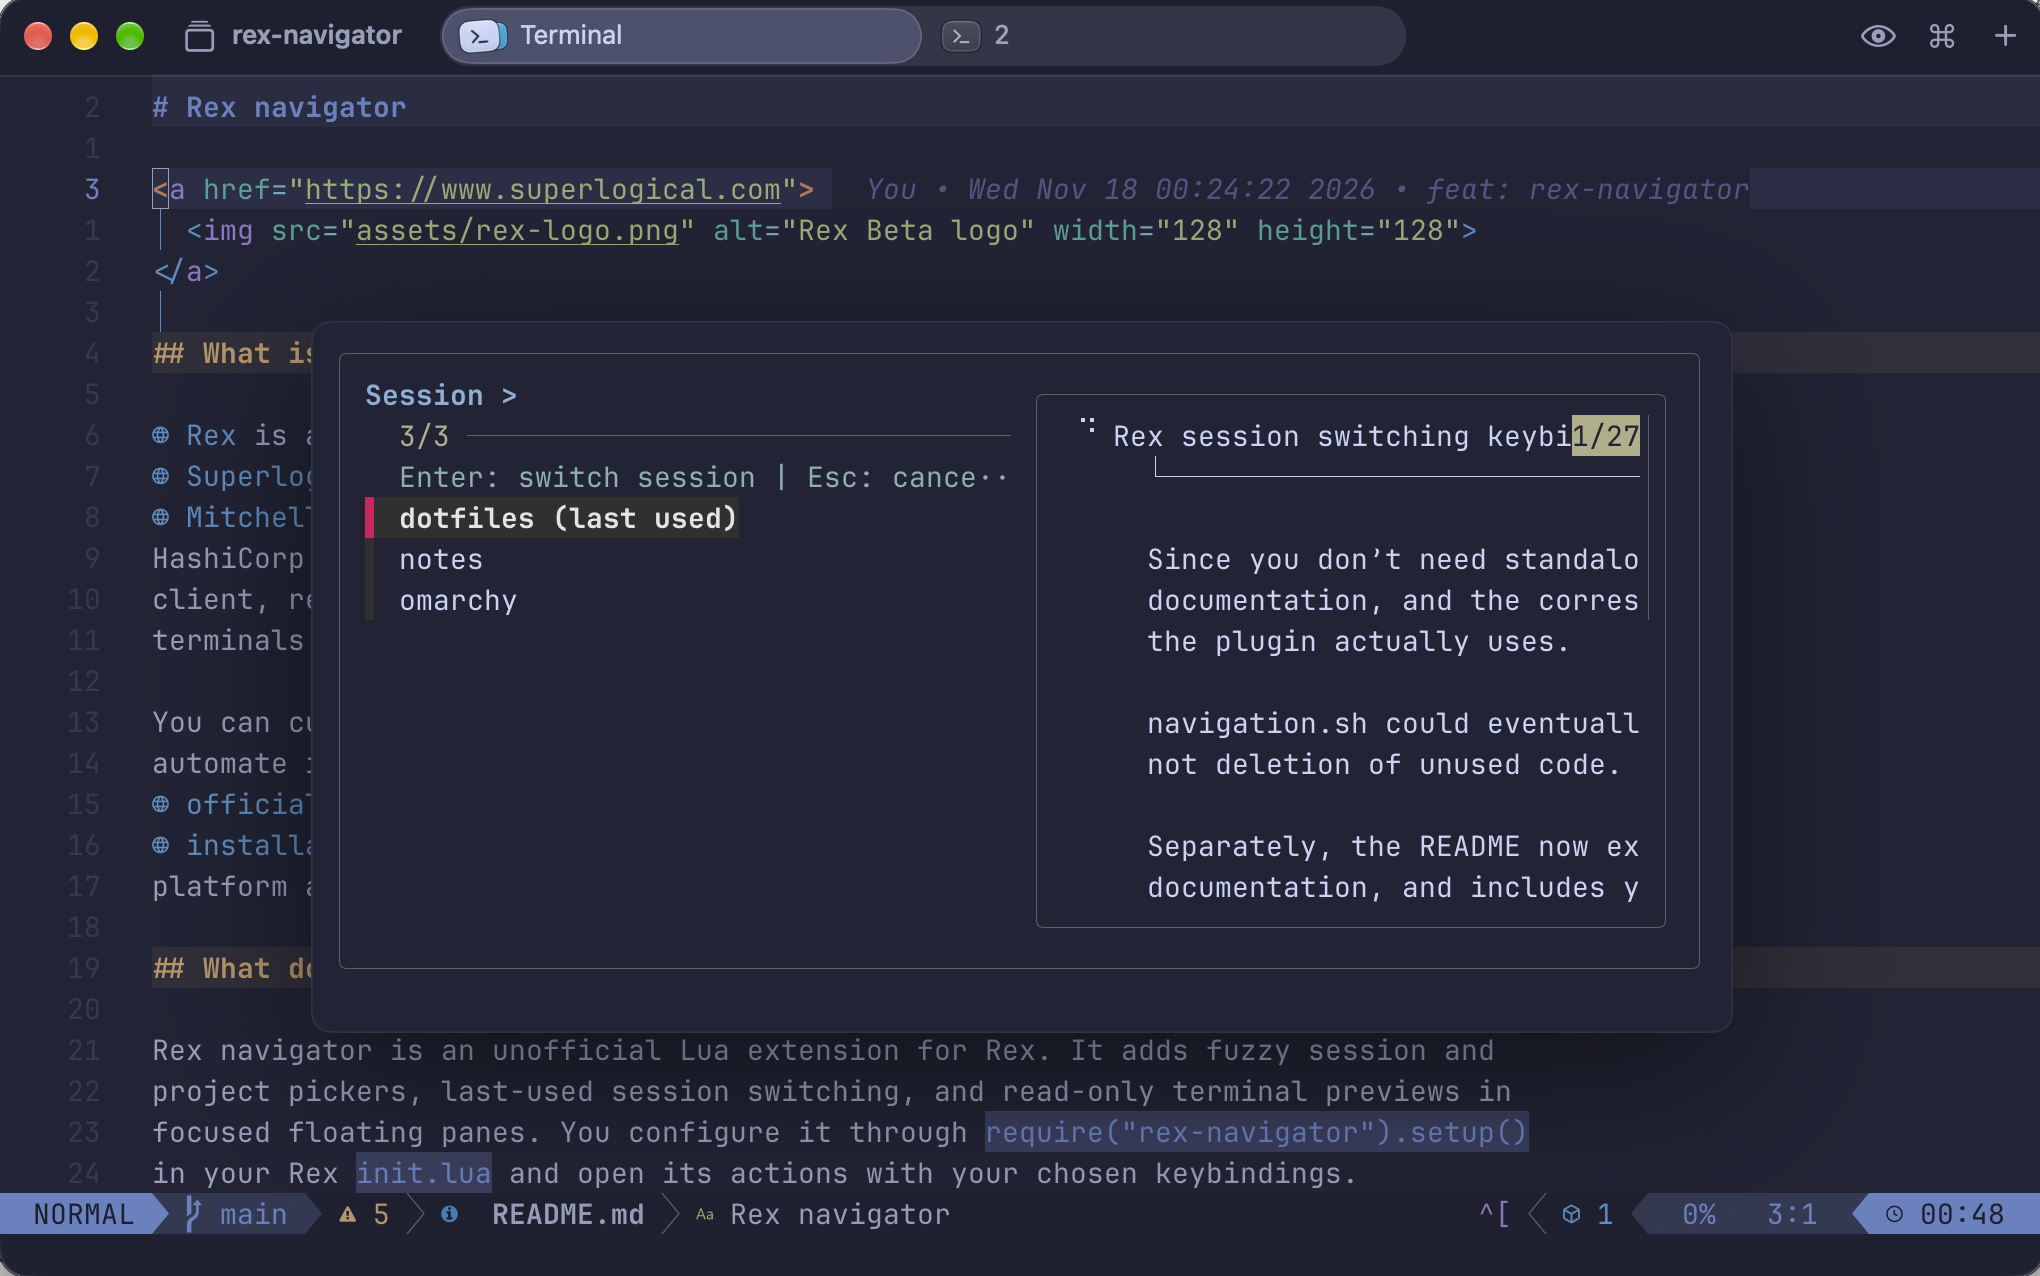 rex-navigator
Terminal
2
2 # Rex navigator
1
3 <a href="https://www.superlogical.com"> You • Wed Nov 18 00:24:22 2026 • feat: rex-navigator
1 <img src="assets/rex-logo.png" alt="Rex Beta logo" width="128" height="128">
2 </a>
3
4 ## What is
5
6 Rex is
7
8
9 HashiCorp
10 client,
11 terminals
12
13 You can
14 automate
15
16
17 platform
18
19 ## What
20
21 Rex navigator is an unofficial Lua extension for Rex. It adds fuzzy session and
22 project pickers, last-used session switching, and read-only terminal previews in
23 focused floating panes. You configure it through require("rex-navigator").setup()
24 in your Rex init.lua and open its actions with your chosen keybindings.
Session >
3/3
Enter: switch session | Esc: cance··
dotfiles (last used)
notes
omarchy
Rex session switching keybi 1/27
Since you don’t need standalo
documentation, and the corres
the plugin actually uses.
navigation.sh could eventuall
not deletion of unused code.
Separately, the README now ex
documentation, and includes y
NORMAL main 5 README.md Aa Rex navigator ^[ 1 0% 3:1 00:48